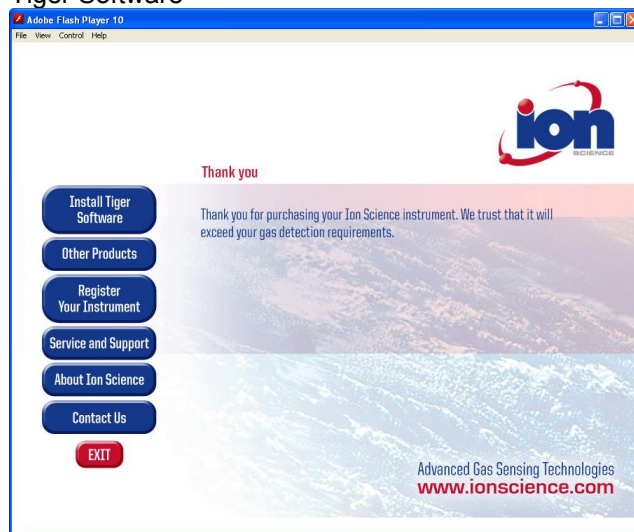 Tiger Software
Adobe Flash Player 10
File View Control Help
ion
SCIENCE
Thank you
Install Tiger
Software
Thank you for purchasing your Ion Science instrument. We trust that it will
exceed your gas detection requirements.
Other Products
Register
Your Instrument
Service and Support
About Ion Science
Contact Us
EXIT
Advanced Gas Sensing Technologies
www.ionscience.com